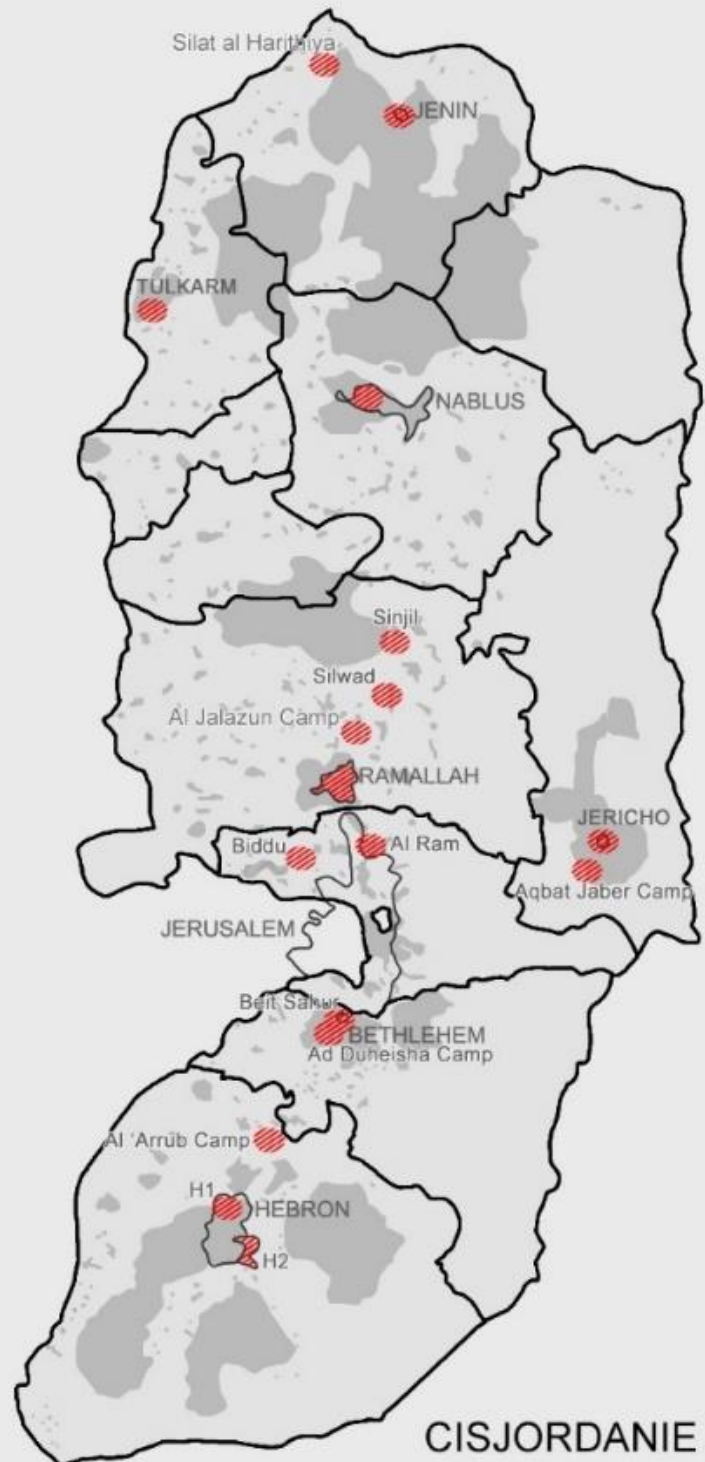 Silat al Harithiya
JENIN
TULKARM
NABLUS
Sinjil
Silwad
Al Jalazun Camp
RAMALLAH
JERICHO
Biddu
Al Ram
Aqbat Jaber Camp
JERUSALEM
Beit Sahur
BETHLEHEM
Ad Duheisha Camp
Al 'Arrub Camp
H1
HEBRON
H2
CISJORDANIE